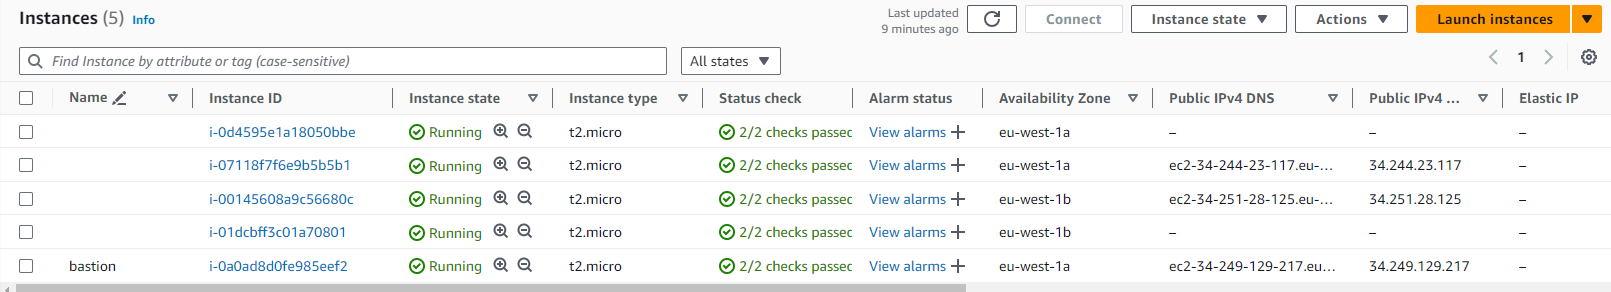 Instances (5) Info Last updated 9 minutes ago Connect Instance state Actions Launch instances
Find Instance by attribute or tag (case-sensitive) All states 1
Name Instance ID Instance state Instance type Status check Alarm status Availability Zone Public IPv4 DNS Public IPv4 ... Elastic IP
i-0d4595e1a18050bbe Running t2.micro 2/2 checks passed View alarms + eu-west-1a – – –
i-07118f7f6e9b5b5b1 Running t2.micro 2/2 checks passed View alarms + eu-west-1a ec2-34-244-23-117.eu-... 34.244.23.117 –
i-00145608a9c56680c Running t2.micro 2/2 checks passed View alarms + eu-west-1b ec2-34-251-28-125.eu-... 34.251.28.125 –
i-01dcbff3c01a70801 Running t2.micro 2/2 checks passed View alarms + eu-west-1b – – –
bastion i-0a0ad8d0fe985eef2 Running t2.micro 2/2 checks passed View alarms + eu-west-1a ec2-34-249-129-217.eu... 34.249.129.217 –